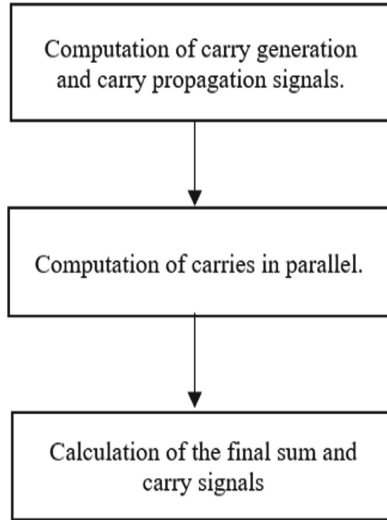 Computation of carry generation
and carry propagation signals.
Computation of carries in parallel.
Calculation of the final sum and
carry signals